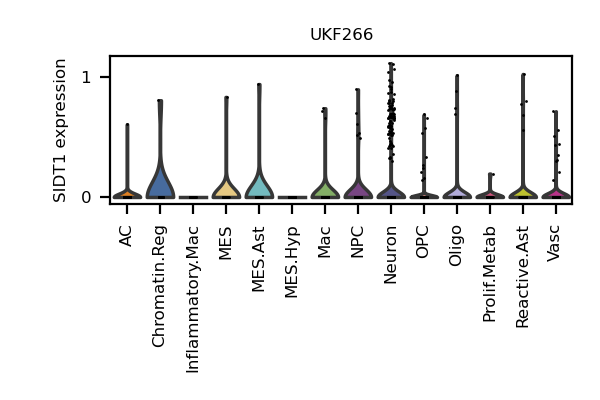 UKF266
SIDT1 expression
1
0
AC
Chromatin.Reg
Inflammatory.Mac
MES
MES.Ast
MES.Hyp
Mac
NPC
Neuron
OPC
Oligo
Prolif.Metab
Reactive.Ast
Vasc